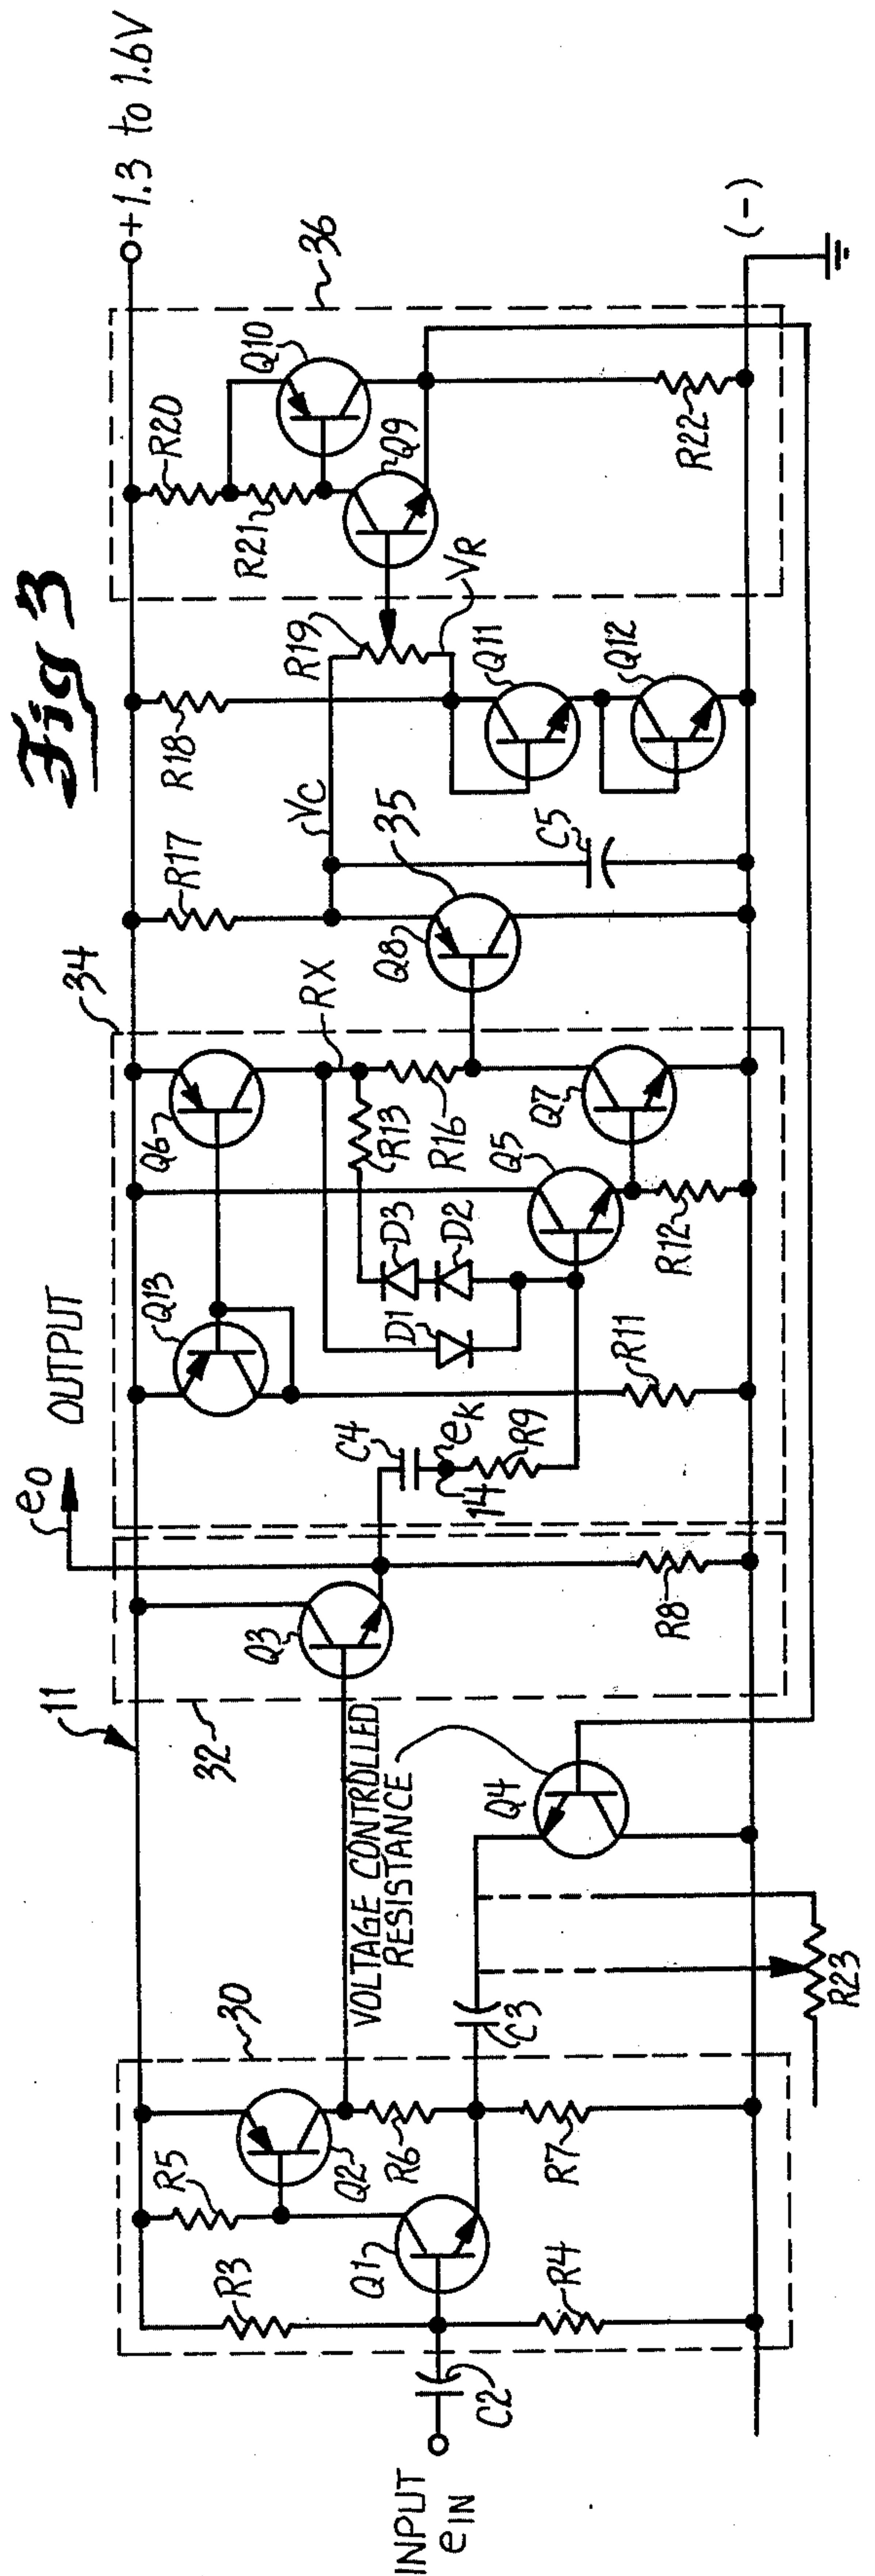 Fig 3
11
e0
OUTPUT
34
+1.3 to 1.6V
INPUT
eIN
C2
R3
R4
Q1
R5
Q2
R6
R7
30
C3
R23
VOLTAGE CONTROLLED
RESISTANCE
Q4
32
Q3
R8
C4
14
eK
R9
Q13
R11
D1
D3
D2
Q6
R13
RX
R16
Q5
R12
Q7
Q8
35
R17
VC
C5
R18
R19
VR
Q11
Q12
R20
R21
Q10
Q9
R22
36
(-)